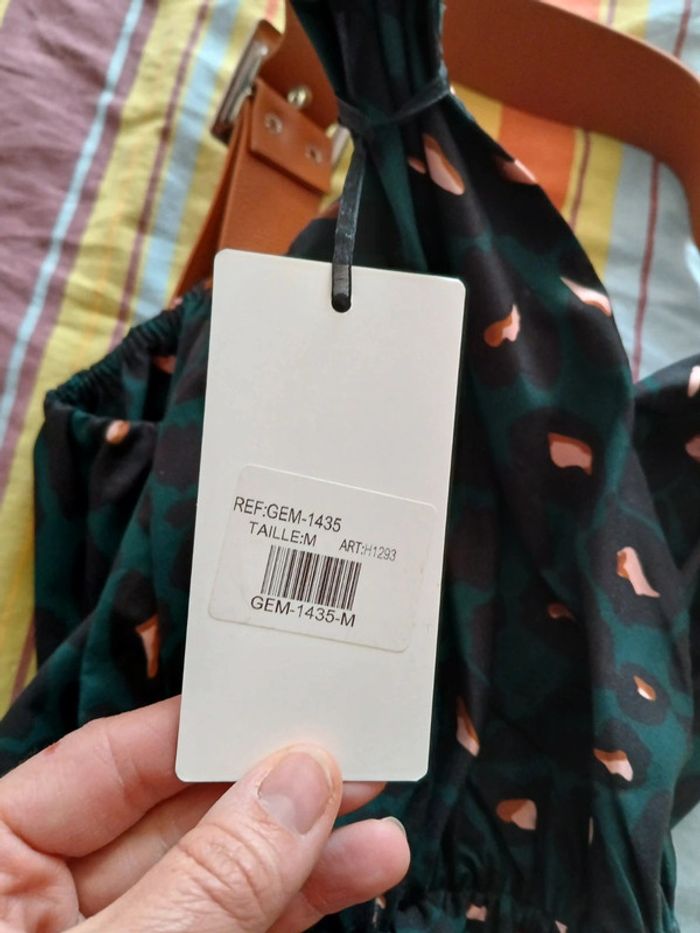 REF:GEM-1435
TAILLE:M ART:H1293
GEM-1435-M